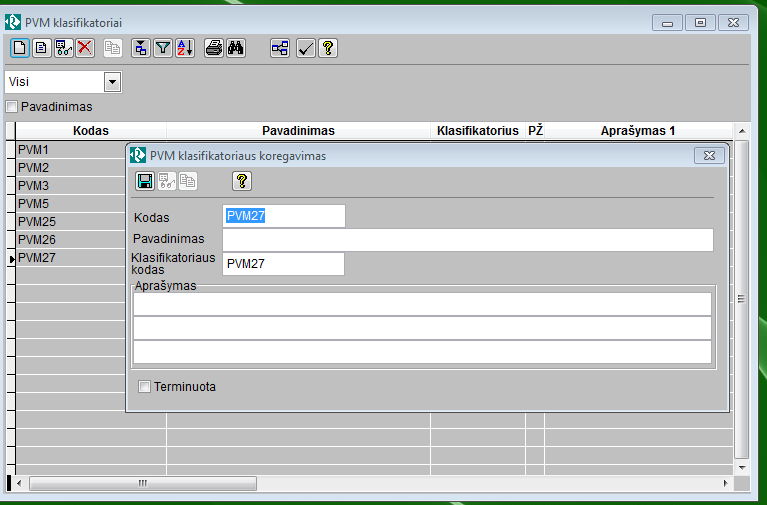 PVM klasifikatoriai
Visi
Pavadinimas
Kodas Pavadinimas Klasifikatorius PŽ Aprašymas 1
PVM1
PVM2
PVM3
PVM5
PVM25
PVM26
PVM27
PVM klasifikatoriaus koregavimas
Kodas PVM27
Pavadinimas
Klasifikatoriaus kodas PVM27
Aprašymas
Terminuota